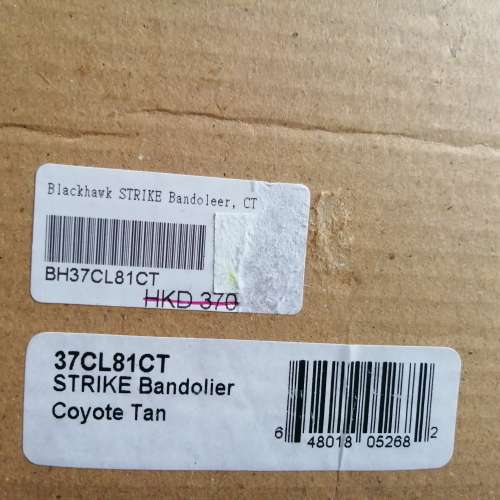 Blackhawk STRIKE Bandoleer, CT
BH37CL81CT
HKD 370
37CL81CT
STRIKE Bandolier
Coyote Tan
6 48018 05268 2